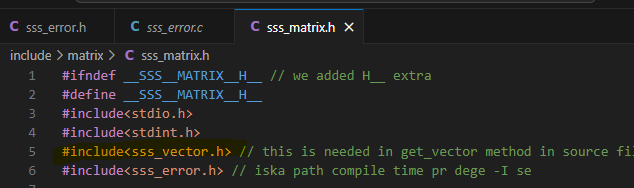 sss_error.h
sss_error.c
sss_matrix.h
include > matrix > sss_matrix.h
1 #ifndef __SSS__MATRIX__H__ // we added H__ extra
2 #define __SSS__MATRIX__H__
3 #include<stdio.h>
4 #include<stdint.h>
5 #include<sss_vector.h> // this is needed in get_vector method in source fi
6 #include<sss_error.h> // iska path compile time pr dege -I se